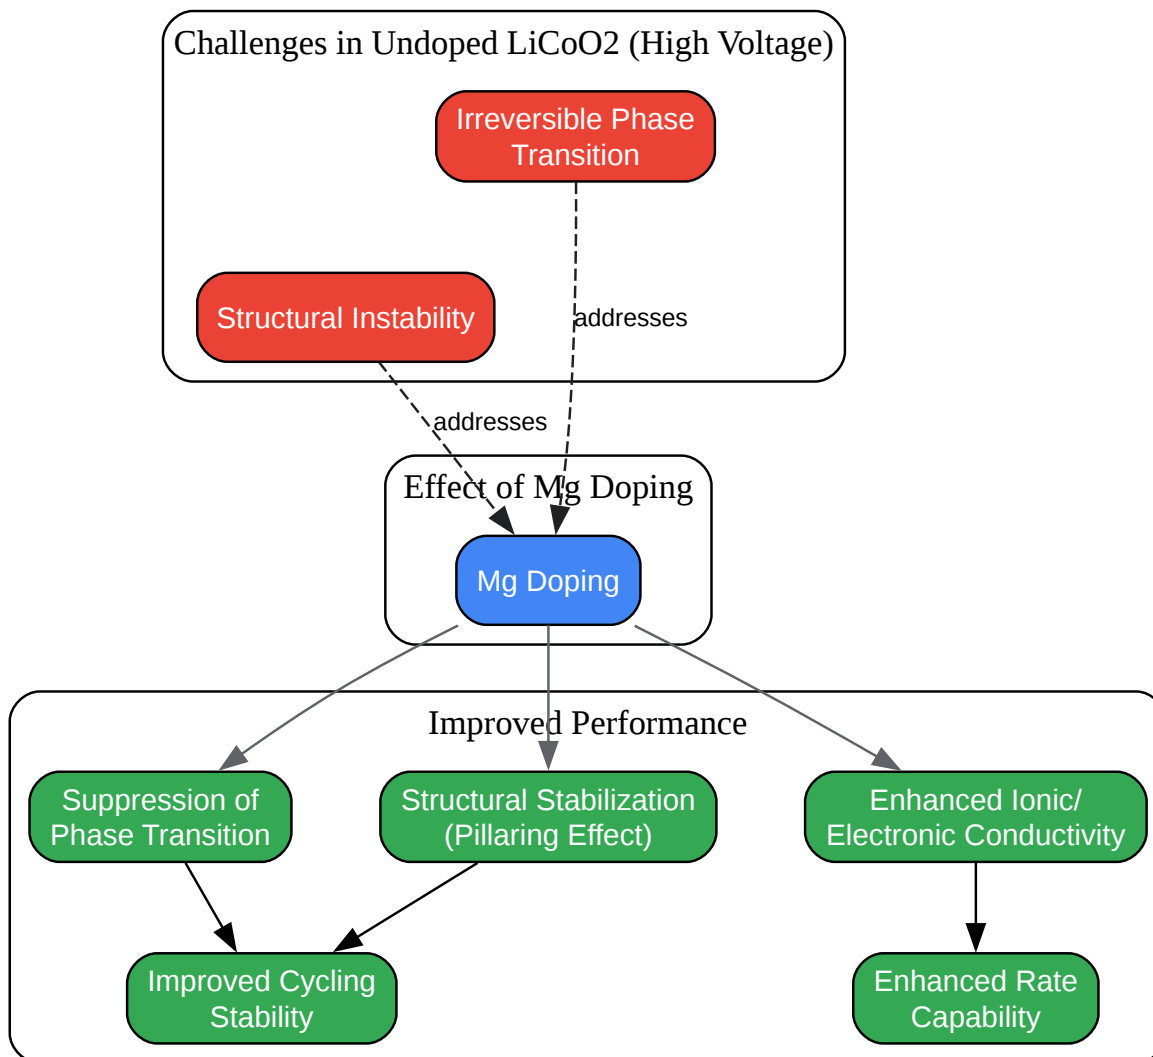 Challenges in Undoped LiCoO2 (High Voltage)
Irreversible Phase
Transition
Structural Instability
addresses
addresses
Effect of Mg Doping
Mg Doping
Improved Performance
Suppression of
Phase Transition
Structural Stabilization
(Pillaring Effect)
Enhanced Ionic/
Electronic Conductivity
Improved Cycling
Stability
Enhanced Rate
Capability